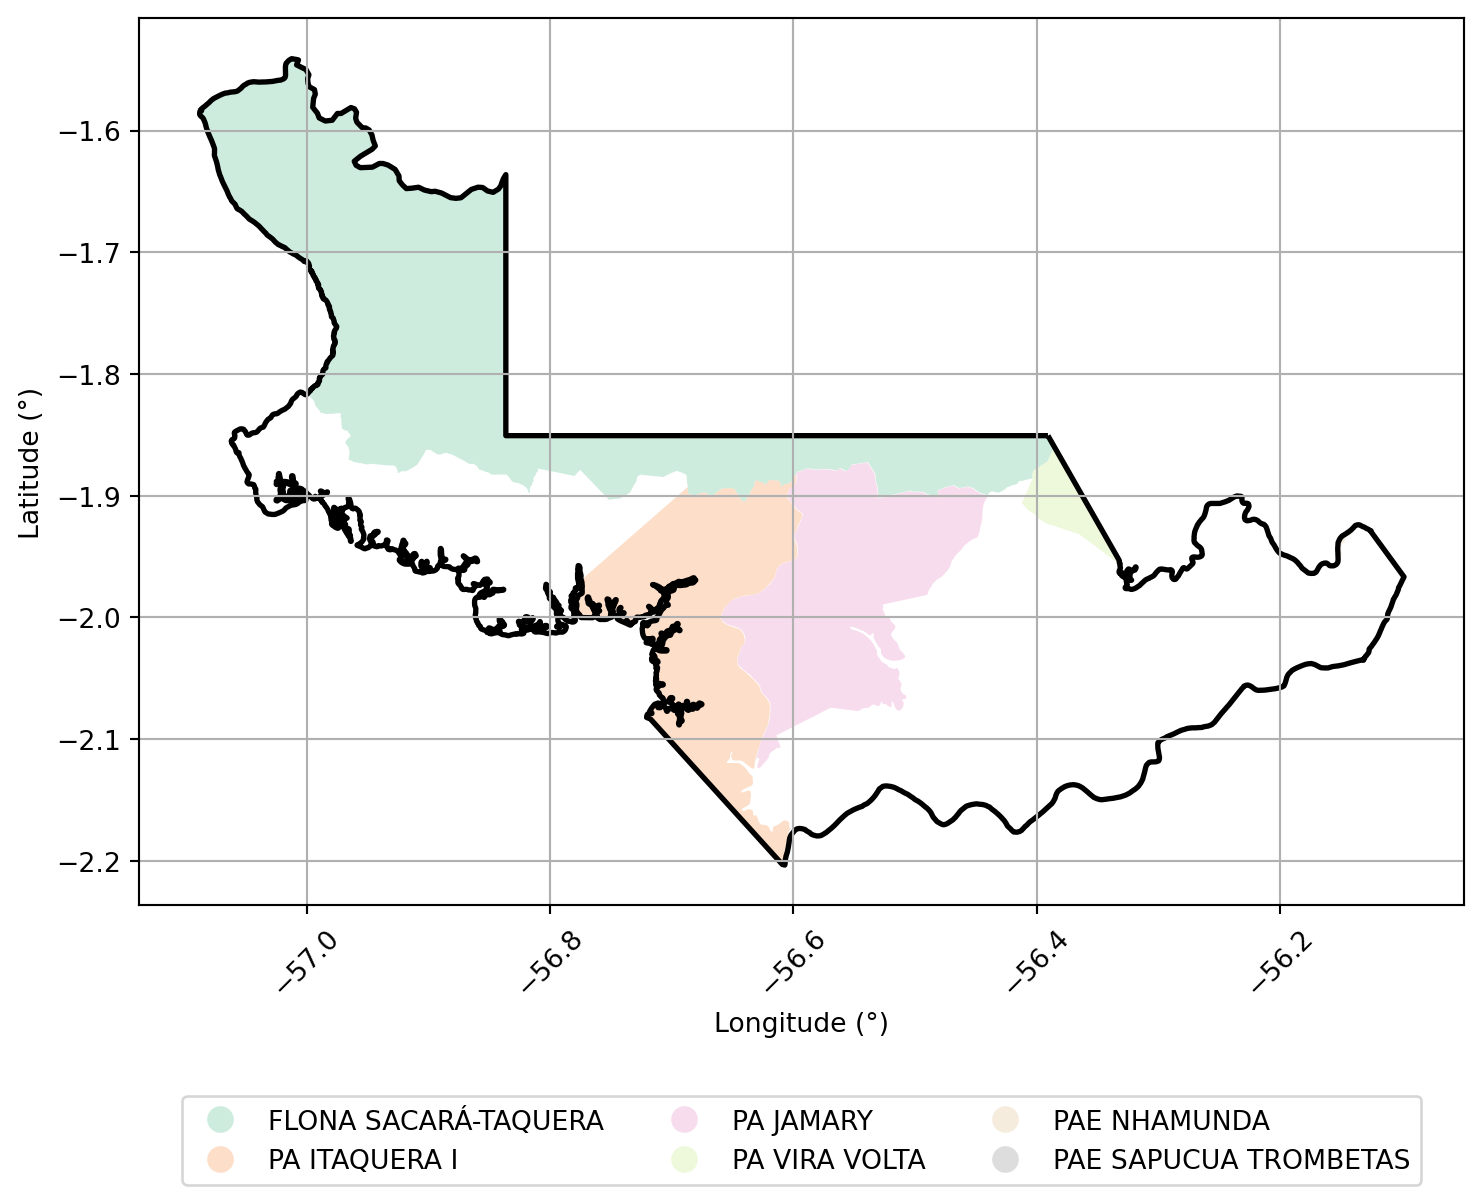 −1.6
−1.7
−1.8
−1.9
−2.0
−2.1
−2.2
Latitude (°)
−57.0 −56.8 −56.6 −56.4 −56.2
Longitude (°)
FLONA SACARÁ-TAQUERA PA JAMARY PAE NHAMUNDA
PA ITAQUERA I PA VIRA VOLTA PAE SAPUCUA TROMBETAS